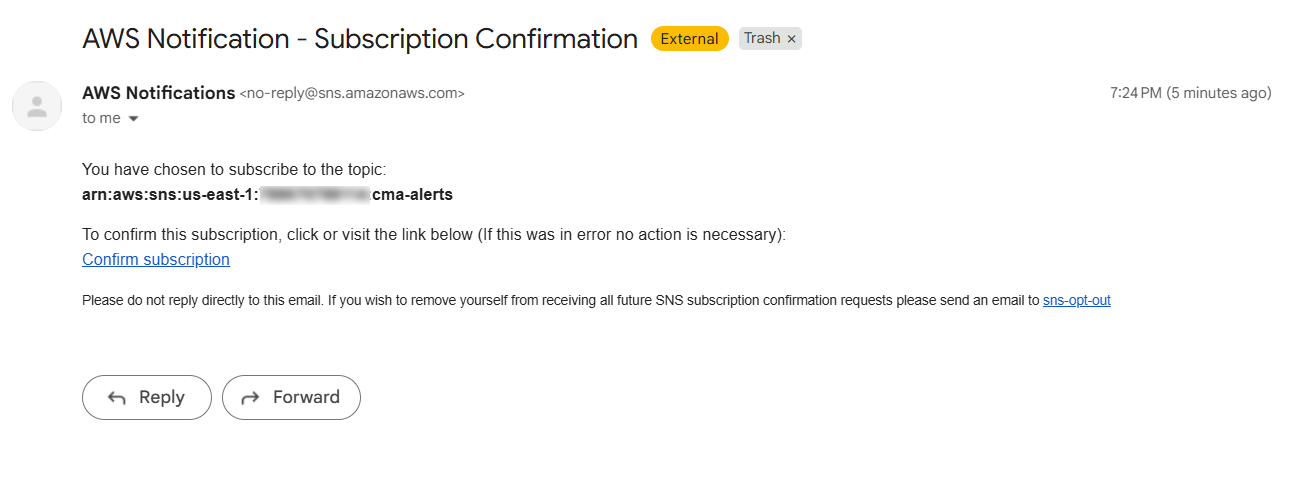 AWS Notification - Subscription Confirmation External Trash ×
AWS Notifications <no-reply@sns.amazonaws.com> 7:24 PM (5 minutes ago)
to me
You have chosen to subscribe to the topic:
arn:aws:sns:us-east-1: cma-alerts
To confirm this subscription, click or visit the link below (If this was in error no action is necessary):
Confirm subscription
Please do not reply directly to this email. If you wish to remove yourself from receiving all future SNS subscription confirmation requests please send an email to sns-opt-out
Reply Forward